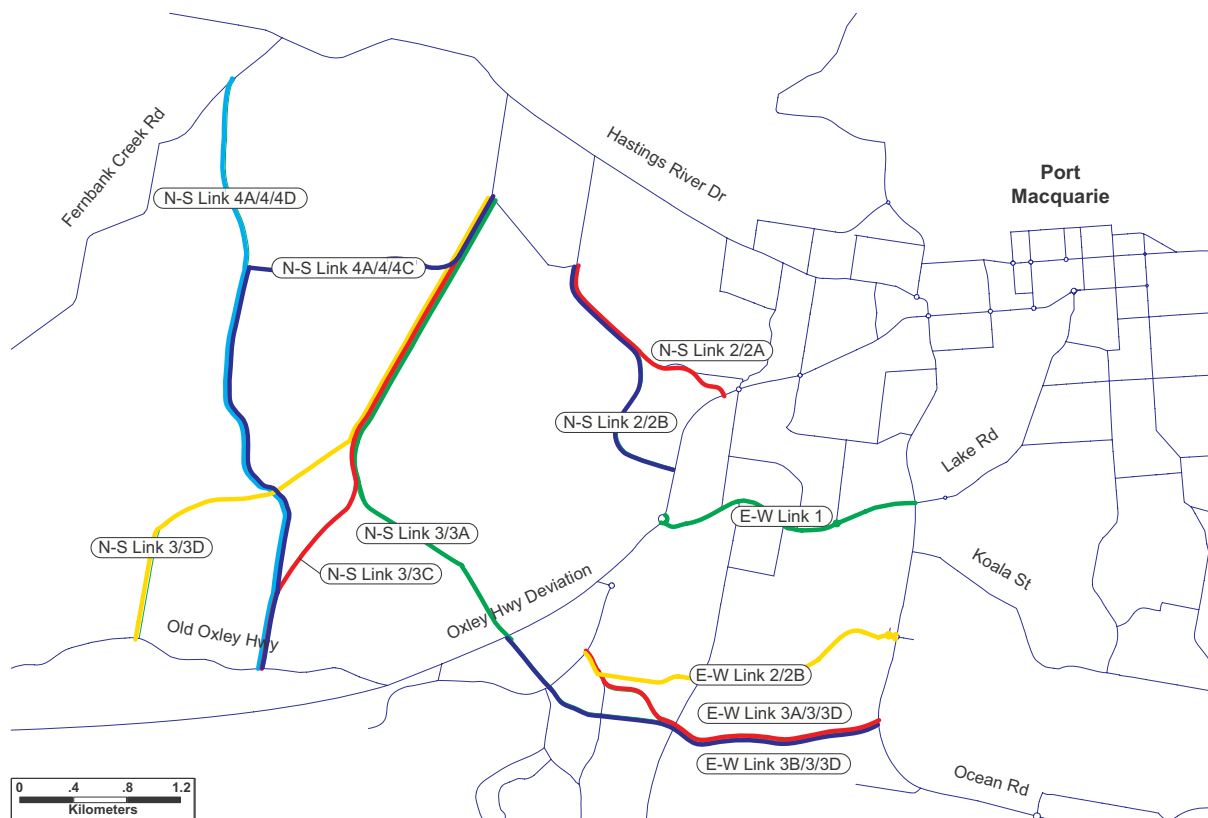 Fernbank Creek Rd
Hastings River Dr
Port
Macquarie
N-S Link 4A/4/4D
N-S Link 4A/4/4C
N-S Link 2/2A
N-S Link 2/2B
Lake Rd
E-W Link 1
N-S Link 3/3A
N-S Link 3/3D
N-S Link 3/3C
Koala St
Oxley Hwy Deviation
Old Oxley Hwy
E-W Link 2/2B
E-W Link 3A/3/3D
E-W Link 3B/3/3D
Ocean Rd
0 .4 .8 1.2
Kilometers